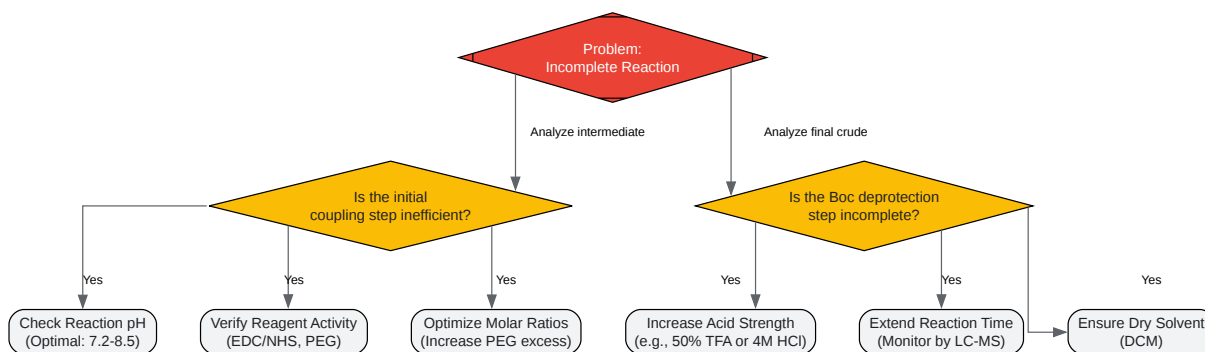 Problem:
Incomplete Reaction
Analyze intermediate
Analyze final crude
Is the initial
coupling step inefficient?
Is the Boc deprotection
step incomplete?
Yes
Yes
Yes
Yes
Yes
Yes
Check Reaction pH
(Optimal: 7.2-8.5)
Verify Reagent Activity
(EDC/NHS, PEG)
Optimize Molar Ratios
(Increase PEG excess)
Increase Acid Strength
(e.g., 50% TFA or 4M HCl)
Extend Reaction Time
(Monitor by LC-MS)
Ensure Dry Solvent
(DCM)